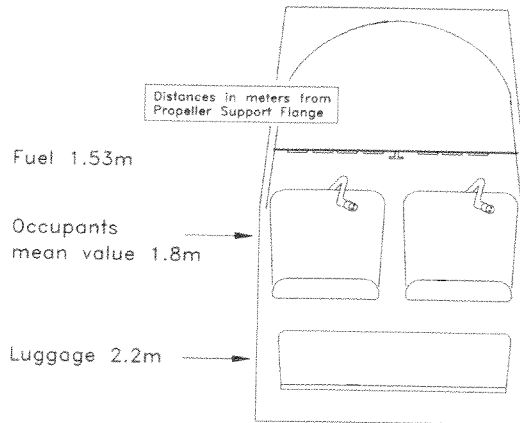 Distances in meters from
Propeller Support Flange
Fuel 1.53m
Occupants
mean value 1.8m
Luggage 2.2m